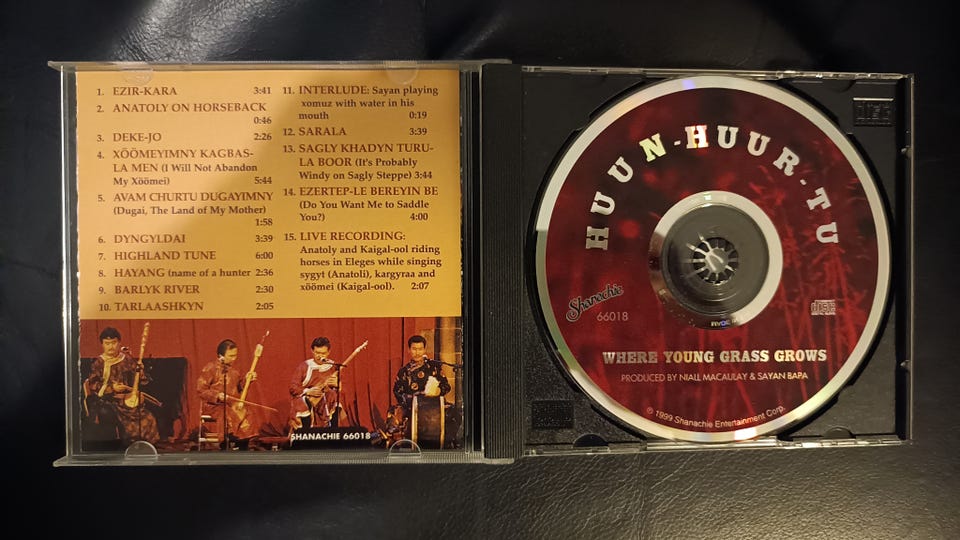 1. EZIR-KARA 3:41
2. ANATOLY ON HORSEBACK
0:46
3. DEKE-JO 2:26
4. XÖÖMEYIMNY KAGBAS-
LA MEN (I Will Not Abandon
My Xöömei) 5:44
5. AVAM CHURTU DUGAYIMNY
(Dugai, The Land of My Mother)
1:58
6. DYNGYLDAI 3:39
7. HIGHLAND TUNE 6:00
8. HAYANG (name of a hunter 2:36
9. BARLYK RIVER 2:30
10. TARLAASHKYN 2:05
11. INTERLUDE: Sayan playing
xomuz with water in his
mouth 0:19
12. SARALA 3:39
13. SAGLY KHADYN TURU-
LA BOOR (It's Probably
Windy on Sagly Steppe) 3:44
14. EZERTEP-LE BEREYIN BE
(Do You Want Me to Saddle
You?) 4:00
15. LIVE RECORDING:
Anatoly and Kaigal-ool riding
horses in Eleges while singing
sygyt (Anatoli), kargyraa and
xöömei (Kaigal-ool). 2:07
SHANACHIE 66018
HUUN-HUUR-TU
Shanachie
66018
WHERE YOUNG GRASS GROWS
PRODUCED BY NIALL MACAULAY & SAYAN BAPA
℗ 1999 Shanachie Entertainment Corp.